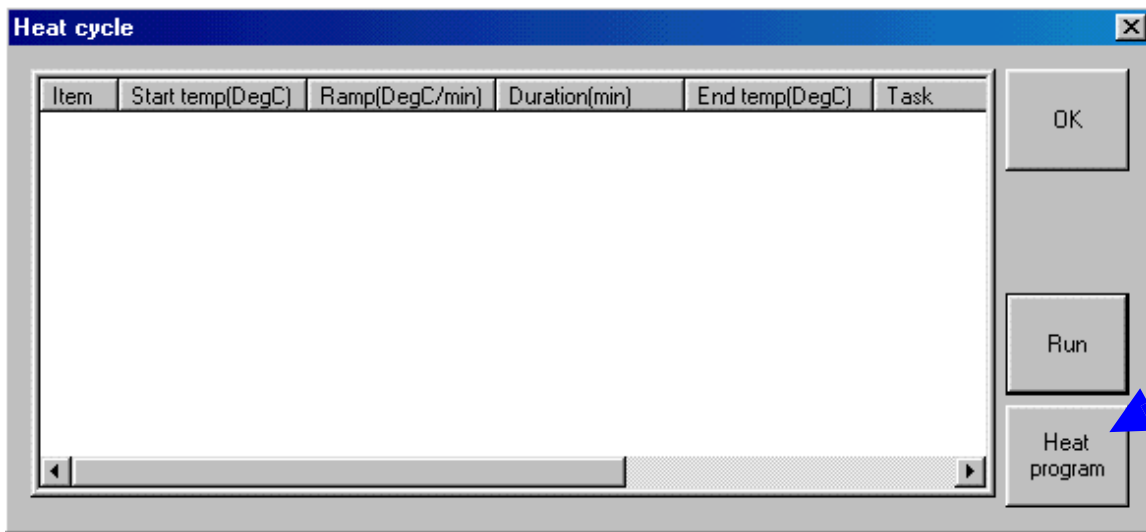 Heat cycle
Item Start temp(DegC) Ramp(DegC/min) Duration(min) End temp(DegC) Task
OK
Run
Heat
program